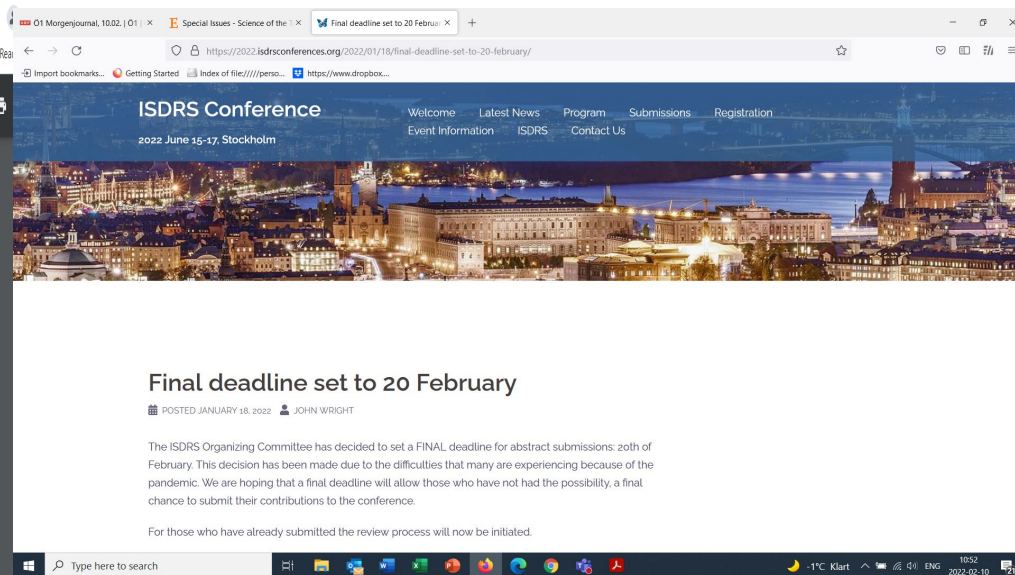 Ö1 Morgenjournal, 10.02. | Ö1 |
Special Issues - Science of the T
Final deadline set to 20 Februar
https://2022.isdrsconferences.org/2022/01/18/final-deadline-set-to-20-february/
Import bookmarks...
Getting Started
Index of file://///perso...
https://www.dropbox....
ISDRS Conference
2022 June 15-17, Stockholm
Welcome Latest News Program Submissions Registration
Event Information ISDRS Contact Us
Final deadline set to 20 February
POSTED JANUARY 18, 2022 JOHN WRIGHT
The ISDRS Organizing Committee has decided to set a FINAL deadline for abstract submissions: 20th of
February. This decision has been made due to the difficulties that many are experiencing because of the
pandemic. We are hoping that a final deadline will allow those who have not had the possibility, a final
chance to submit their contributions to the conference.
For those who have already submitted the review process will now be initiated.
Type here to search
-1°C Klart
ENG
10:52
2022-02-10
21